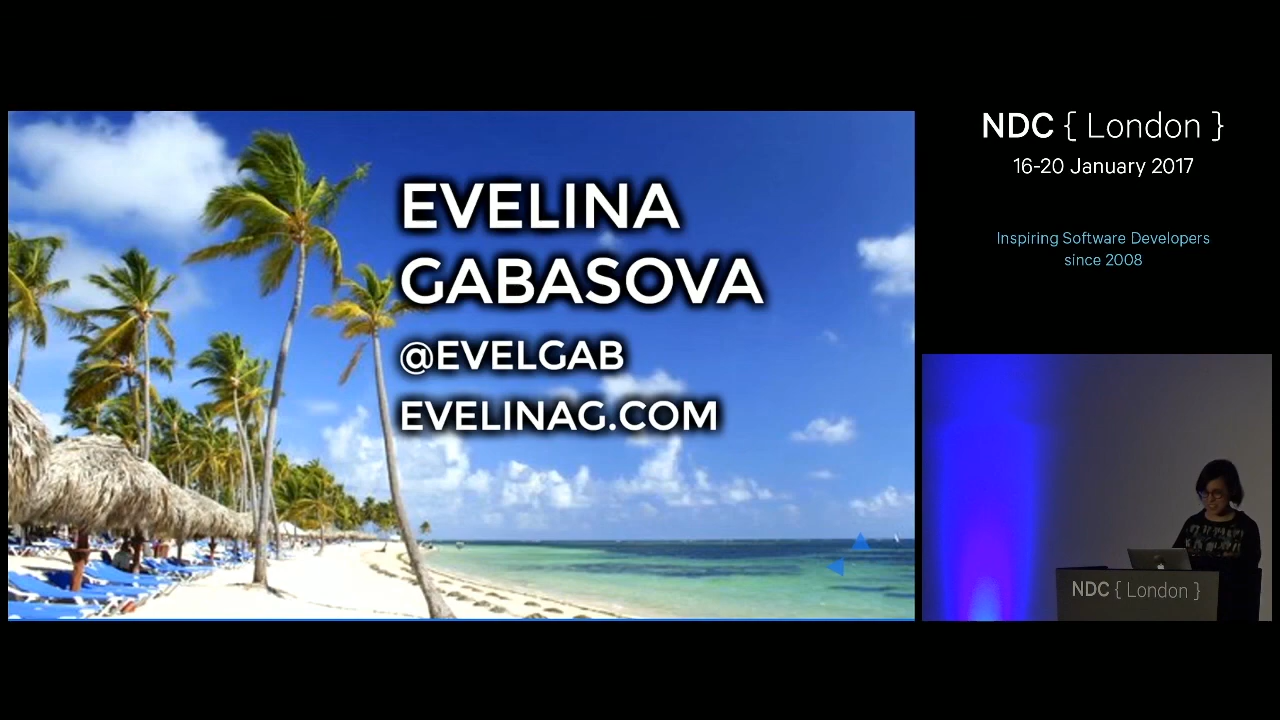 EVELINA
GABASOVA
@EVELGAB
EVELINAG.COM
NDC { London }
16-20 January 2017
Inspiring Software Developers
since 2008
NDC { London }